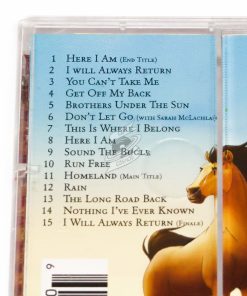 1 Here I Am (End Title)
2 I Will Always Return
3 You Can't Take Me
4 Get Off My Back
5 Brothers Under The Sun
6 Don't Let Go (with Sarah McLachla
7 This Is Where I Belong
8 Here I Am
9 Sound The Bugle
10 Run Free
11 Homeland (Main Title)
12 Rain
13 The Long Road Back
14 Nothing I've Ever Known
15 I Will Always Return (Finale)
9